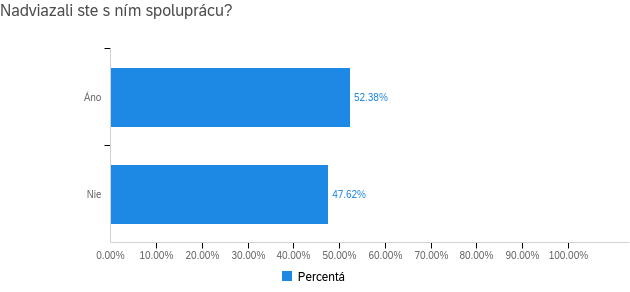 Nadviazali ste s ním spoluprácu?
Áno
52,38%
Nie
47.62%
0.00% 10.00% 20.00% 30.00% 40.00% 50.00% 60.00% 70.00% 80.00% 90.00% 100.00%
Percentá